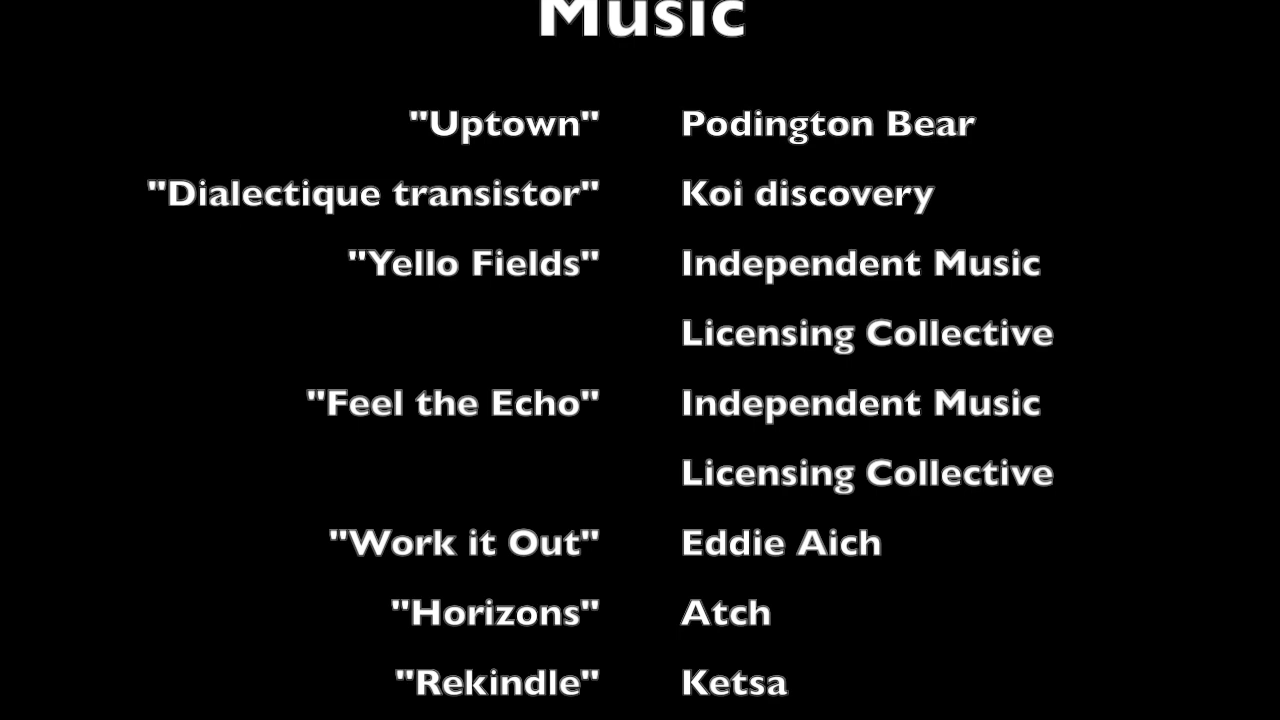 Music
"Uptown" Podington Bear
"Dialectique transistor" Koi discovery
"Yello Fields" Independent Music
Licensing Collective
"Feel the Echo" Independent Music
Licensing Collective
"Work it Out" Eddie Aich
"Horizons" Atch
"Rekindle" Ketsa